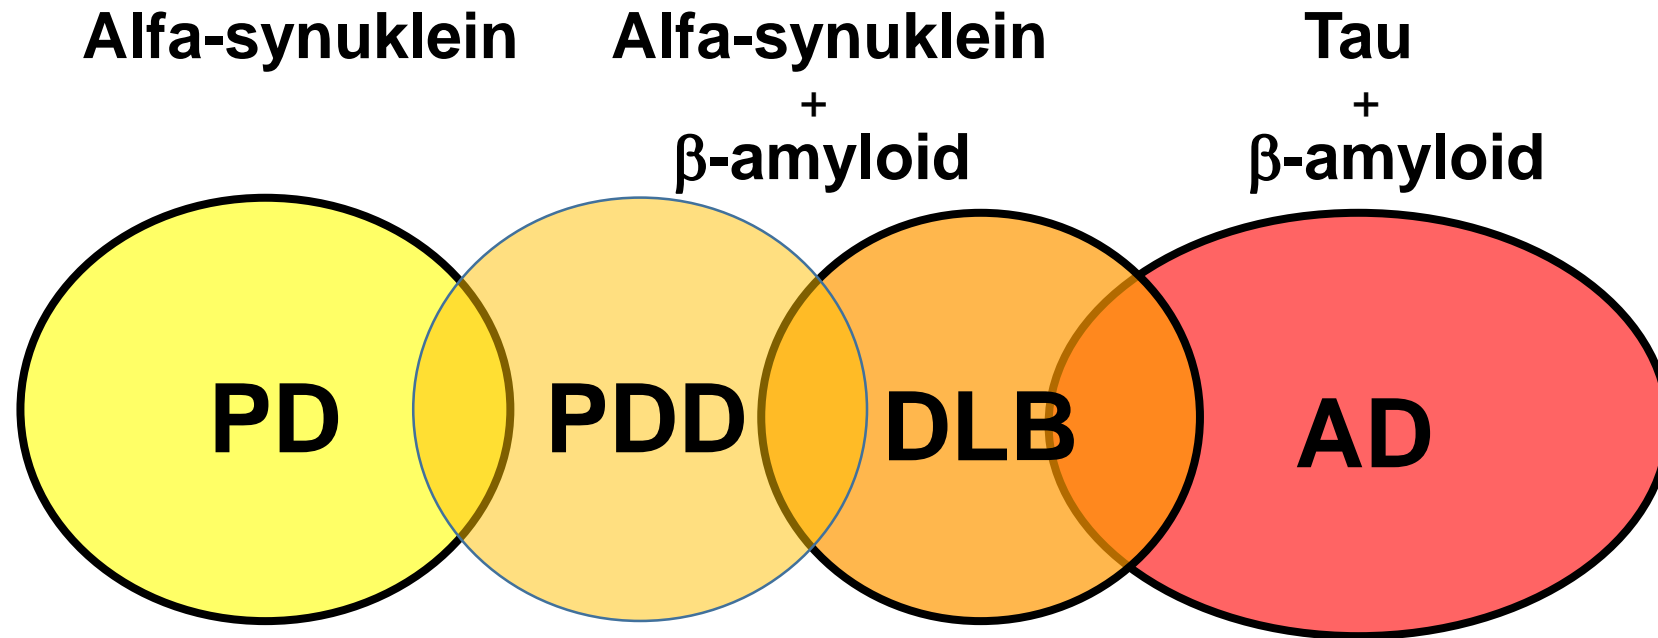 Alfa-synuklein
Alfa-synuklein
+
β-amyloid
Tau
+
β-amyloid
PD
PDD
DLB
AD